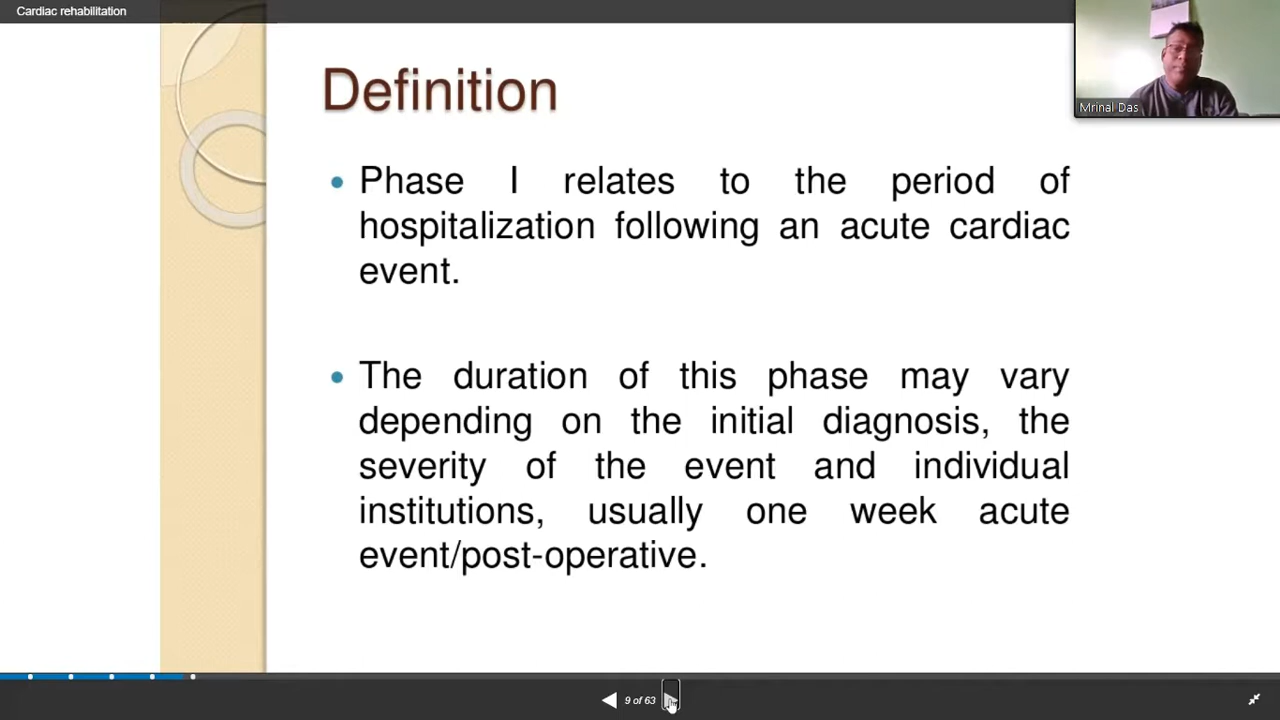 Cardiac rehabilitation
Mrinal Das
Definition
Phase I relates to the period of
hospitalization following an acute cardiac
event.
The duration of this phase may vary
depending on the initial diagnosis, the
severity of the event and individual
institutions, usually one week acute
event/post-operative.
9 of 63